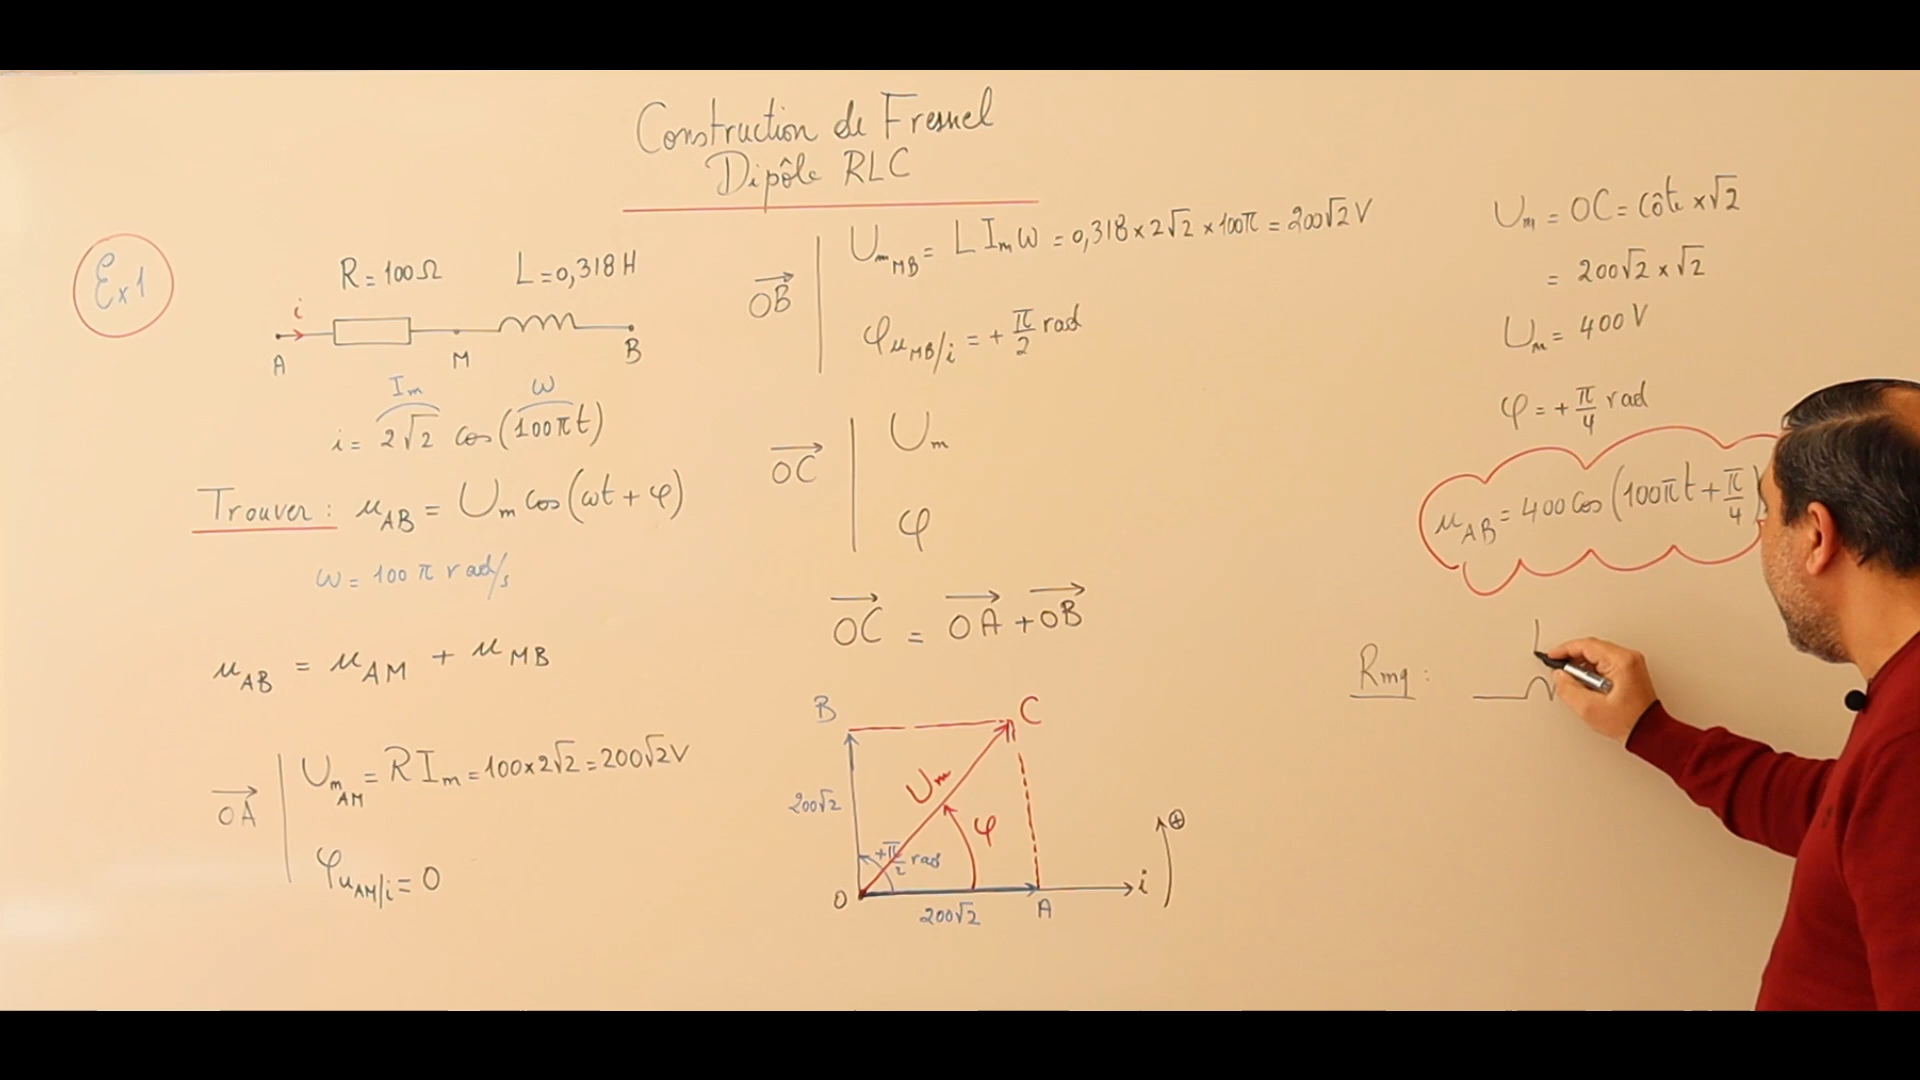 Construction de Fresnel
Dipôle RLC
Ex1
R = 100 Ω
L = 0,318 H
i
A
M
B
Im
ω
i = 2√2 cos(100πt)
Trouver : uAB = Um cos(ωt + φ)
ω = 100 π rad/s
uAB = uAM + uMB
OA
UmAM = R Im = 100×2√2 = 200√2 V
φuAM/i = 0
OB
UmMB = L Im ω = 0,318 × 2√2 × 100π = 200√2 V
φuMB/i = + π/2 rad
OC
Um
φ
OC = OA + OB
B
C
200√2
Um
φ
+π/2 rad
O
200√2
A
i
+
Um = OC = Côté × √2
= 200√2 × √2
Um = 400 V
φ = + π/4 rad
uAB = 400 cos(100πt + π/4)
Rmq :
L